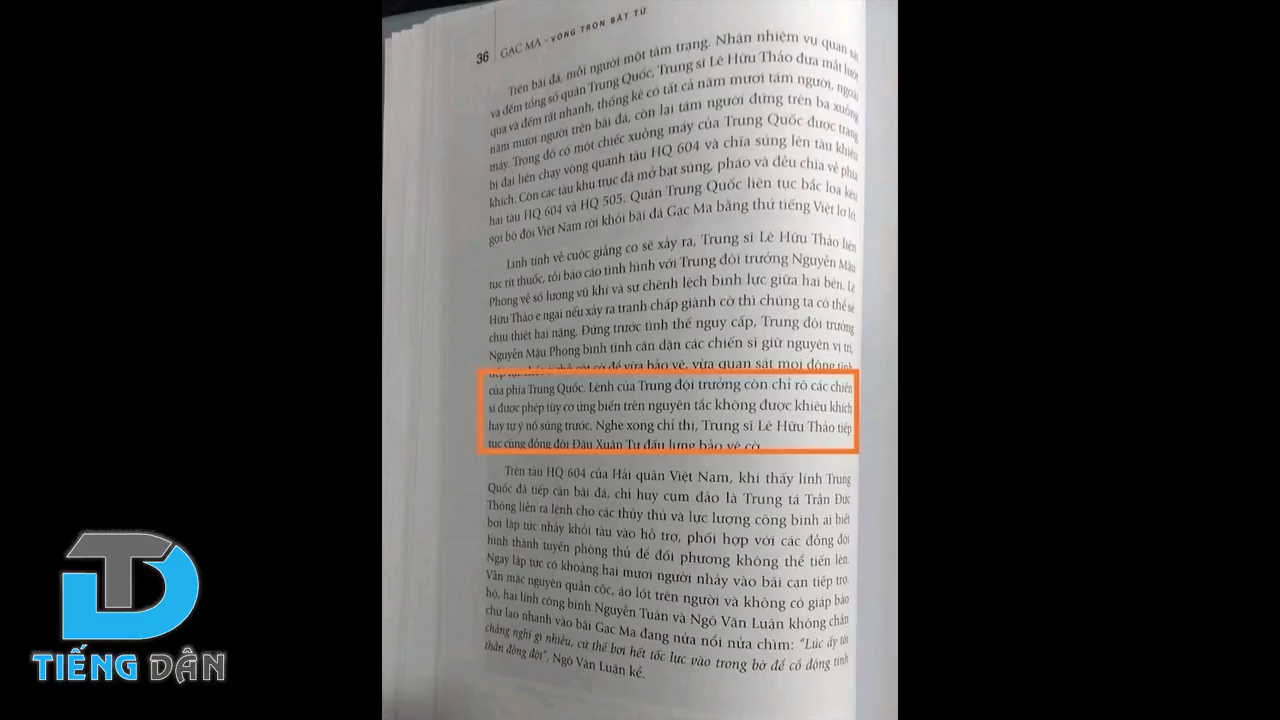 36 GẠC MA - VÒNG TRÒN BẤT TỬ
Trên bãi đá, mỗi người một tâm trạng. Nhận nhiệm vụ quan sát
và đếm tổng số quân Trung Quốc, Trung sĩ Lê Hữu Thảo đưa mắt lướt
qua và đếm rất nhanh, thống kê có tất cả năm mươi tám người, ngoài
năm mươi người trên bãi đá, còn lại tám người đứng trên ba xuồng
máy. Trong đó có một chiếc xuồng máy của Trung Quốc được trang
bị đại liên chạy vòng quanh tàu HQ 604 và chĩa súng lên tàu khiêu
khích. Còn các tàu khu trục đã mở bạt súng, pháo và đều chĩa về phía
hai tàu HQ 604 và HQ 505. Quân Trung Quốc liên tục bắc loa kêu
gọi bộ đội Việt Nam rời khỏi bãi đá Gạc Ma bằng thứ tiếng Việt lơ lớ.
Linh tính về cuộc giằng co sẽ xảy ra, Trung sĩ Lê Hữu Thảo liên
tục rít thuốc, rồi báo cáo tình hình với Trung đội trưởng Nguyễn Mậu
Phong về số lượng vũ khí và sự chênh lệch binh lực giữa hai bên. Lê
Hữu Thảo e ngại nếu xảy ra tranh chấp giành cờ thì chúng ta có thể sẽ
chịu thiệt hại nặng. Đứng trước tình thế nguy cấp, Trung đội trưởng
Nguyễn Mậu Phong bình tĩnh căn dặn các chiến sĩ giữ nguyên vị trí,
cột cờ để vừa bảo vệ, vừa quan sát mọi động tĩnh
của phía Trung Quốc. Lệnh của Trung đội trưởng còn chỉ rõ các chiến
sĩ được phép tùy cơ ứng biến trên nguyên tắc không được khiêu khích
hay tự ý nổ súng trước. Nghe xong chỉ thị, Trung sĩ Lê Hữu Thảo tiếp
tục cùng đồng đội Đậu Xuân Tư đấu lưng bảo vệ cờ.
Trên tàu HQ 604 của Hải quân Việt Nam, khi thấy lính Trung
Quốc đã tiếp cận bãi đá, chỉ huy cụm đảo là Trung tá Trần Đức
Thông liền ra lệnh cho các thủy thủ và lực lượng công binh ai biết
bơi lập tức nhảy khỏi tàu vào hỗ trợ, phối hợp với các đồng đội
hình thành tuyến phòng thủ để đối phương không thể tiến lên.
Ngay lập tức có khoảng hai mươi người nhảy vào bãi cạn tiếp trợ.
Vẫn mặc nguyên quần cộc, áo lót trên người và không có giáp bảo
hộ, hai lính công binh Nguyễn Tuân và Ngô Văn Luận không chần
chừ lao nhanh vào bãi Gạc Ma đang nửa nổi nửa chìm: "Lúc ấy tôi
chẳng nghĩ gì nhiều, cứ thế bơi hết tốc lực vào trong bờ để cổ động tinh
thần đồng đội", Ngô Văn Luận kể.
TIẾNG DÂN